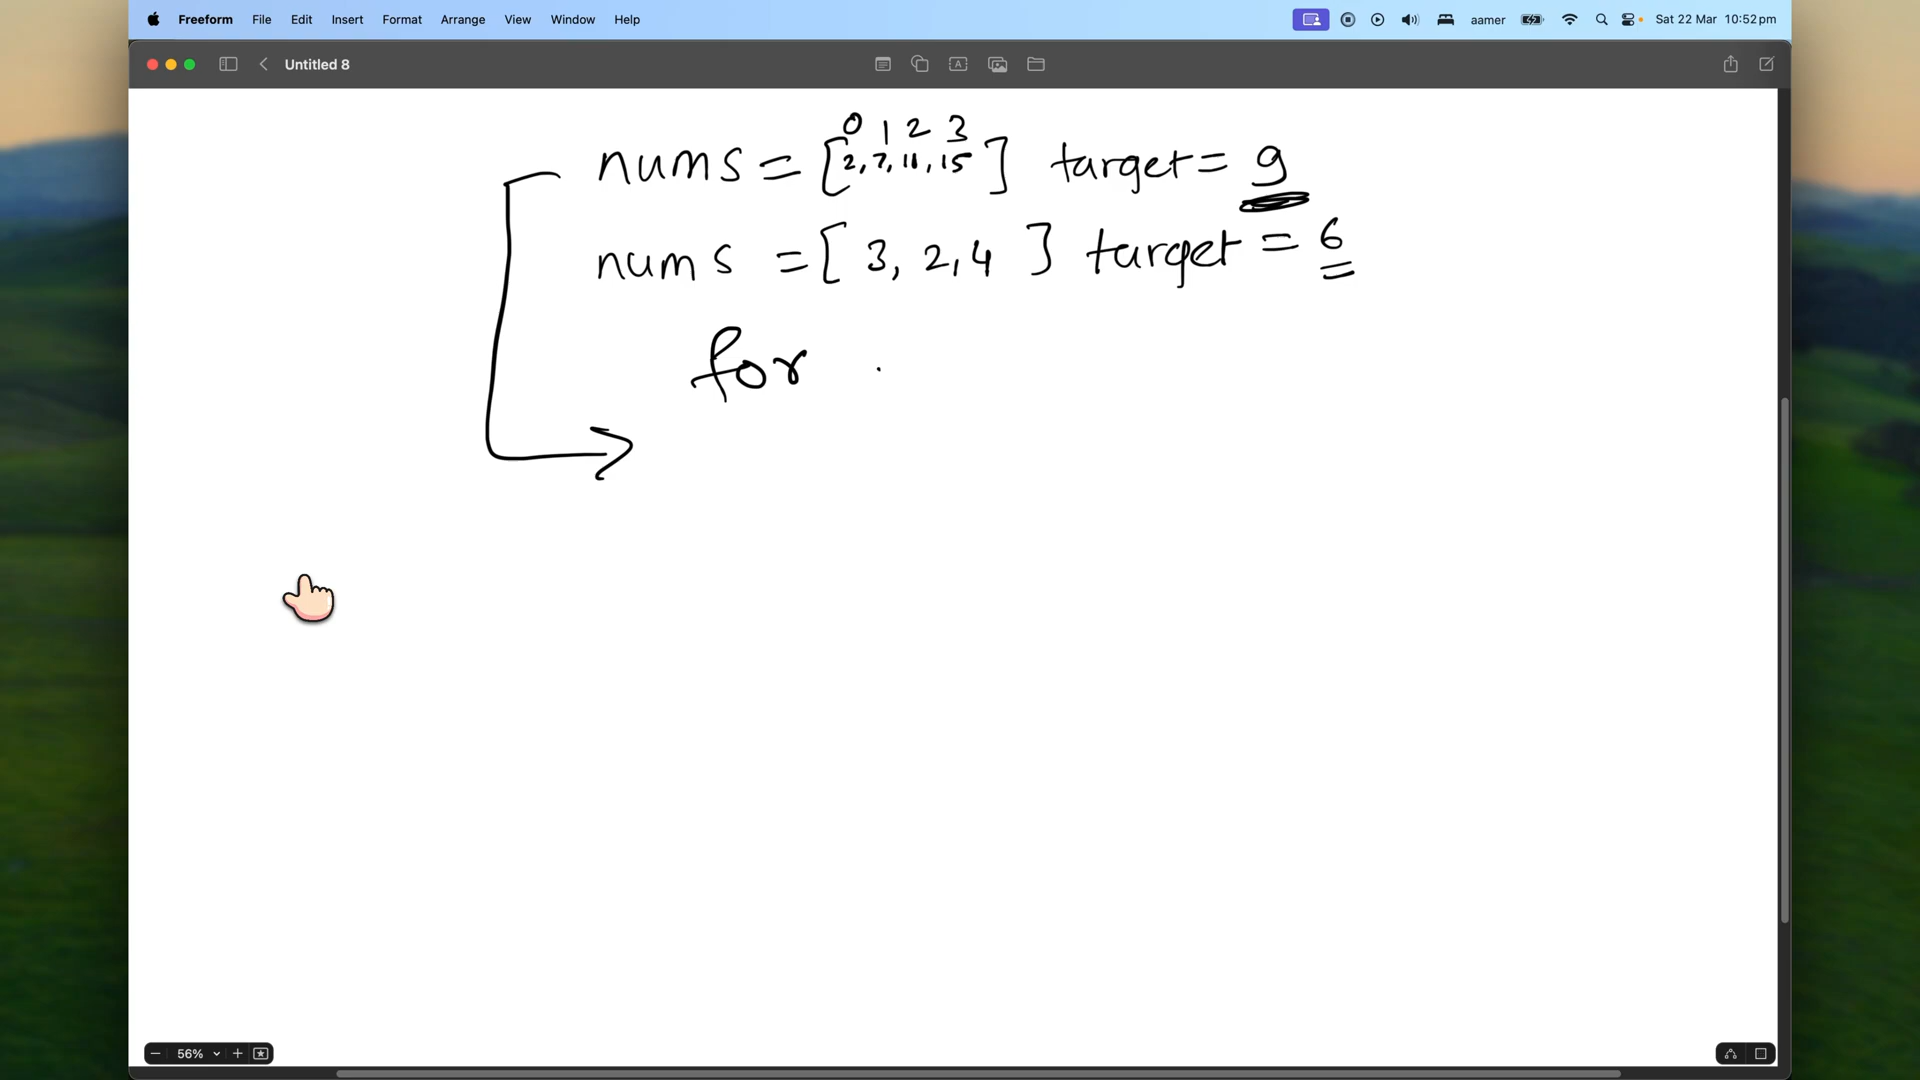 Freeform File Edit Insert Format Arrange View Window Help aamer Sat 22 Mar 10:52 pm
Untitled 8
0 1 2 3
nums = [2,7,11,15] target = 9
nums = [3, 2,4] target = 6
for .
56%